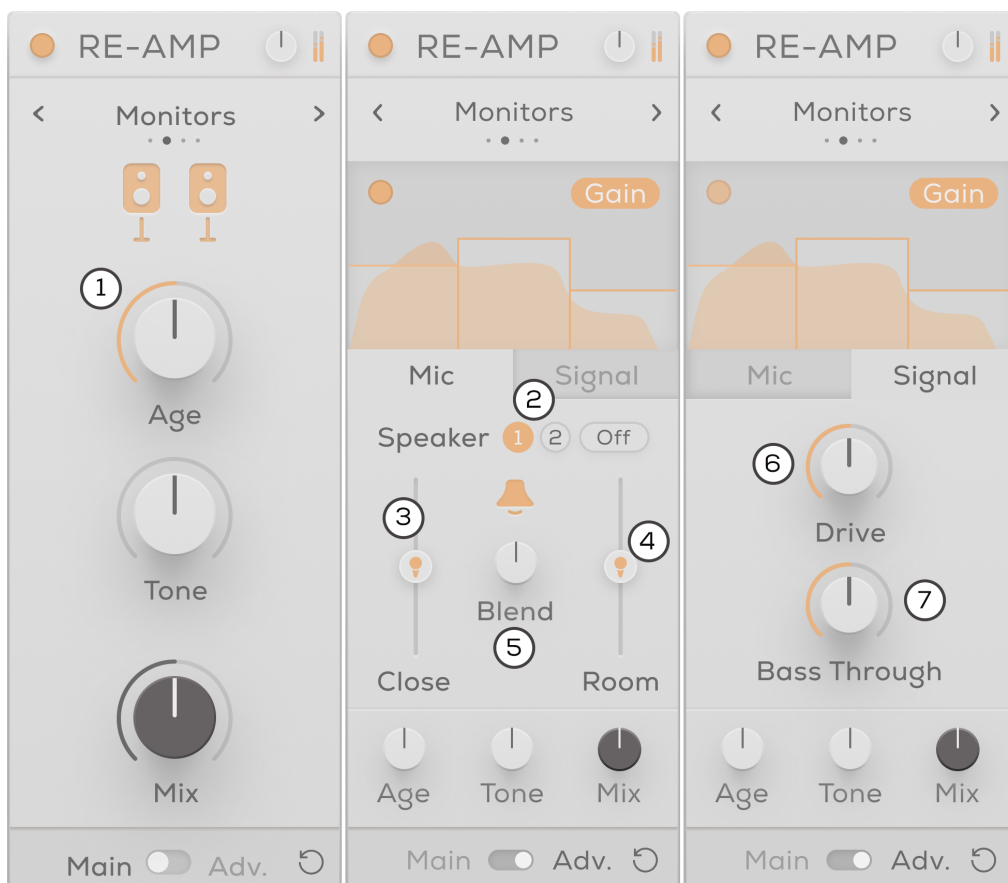 RE-AMP
Monitors
1
Age
Tone
Mix
Main Adv.
RE-AMP
Monitors
Gain
Mic Signal
2
Speaker 1 2 Off
3
4
Blend
5
Close Room
Age Tone Mix
Main Adv.
RE-AMP
Monitors
Gain
Mic Signal
6
Drive
7
Bass Through
Age Tone Mix
Main Adv.